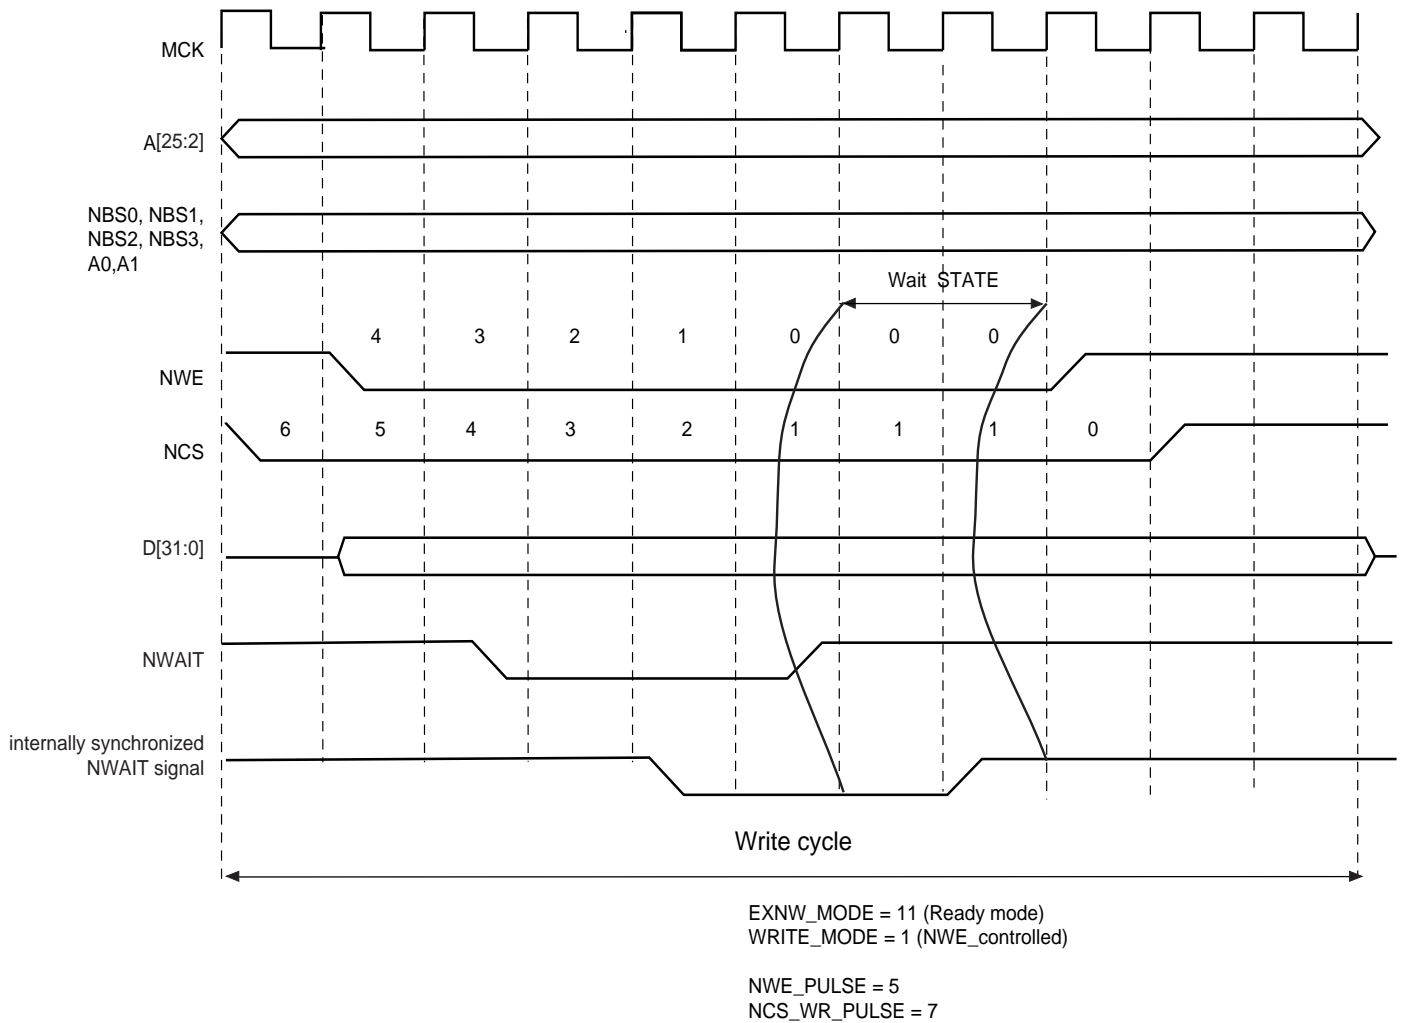 MCK
A[25:2]
NBS0, NBS1,
NBS2, NBS3,
A0,A1
Wait STATE
4 3 2 1 0 0 0
NWE
6 5 4 3 2 1 1 1 0
NCS
D[31:0]
NWAIT
internally synchronized
NWAIT signal
Write cycle
EXNW_MODE = 11 (Ready mode)
WRITE_MODE = 1 (NWE_controlled)
NWE_PULSE = 5
NCS_WR_PULSE = 7